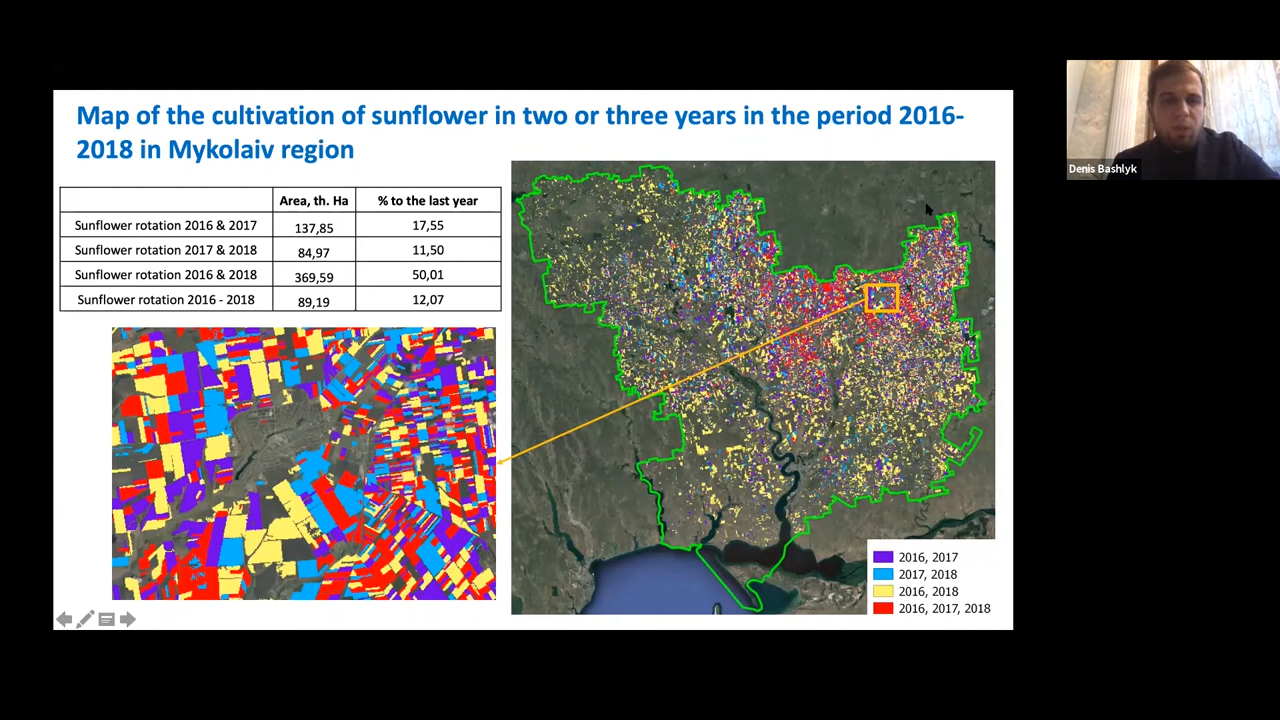 Map of the cultivation of sunflower in two or three years in the period 2016-
2018 in Mykolaiv region
Area, th. Ha % to the last year
Sunflower rotation 2016 & 2017 137,85 17,55
Sunflower rotation 2017 & 2018 84,97 11,50
Sunflower rotation 2016 & 2018 369,59 50,01
Sunflower rotation 2016 - 2018 89,19 12,07
2016, 2017
2017, 2018
2016, 2018
2016, 2017, 2018
Denis Bashlyk